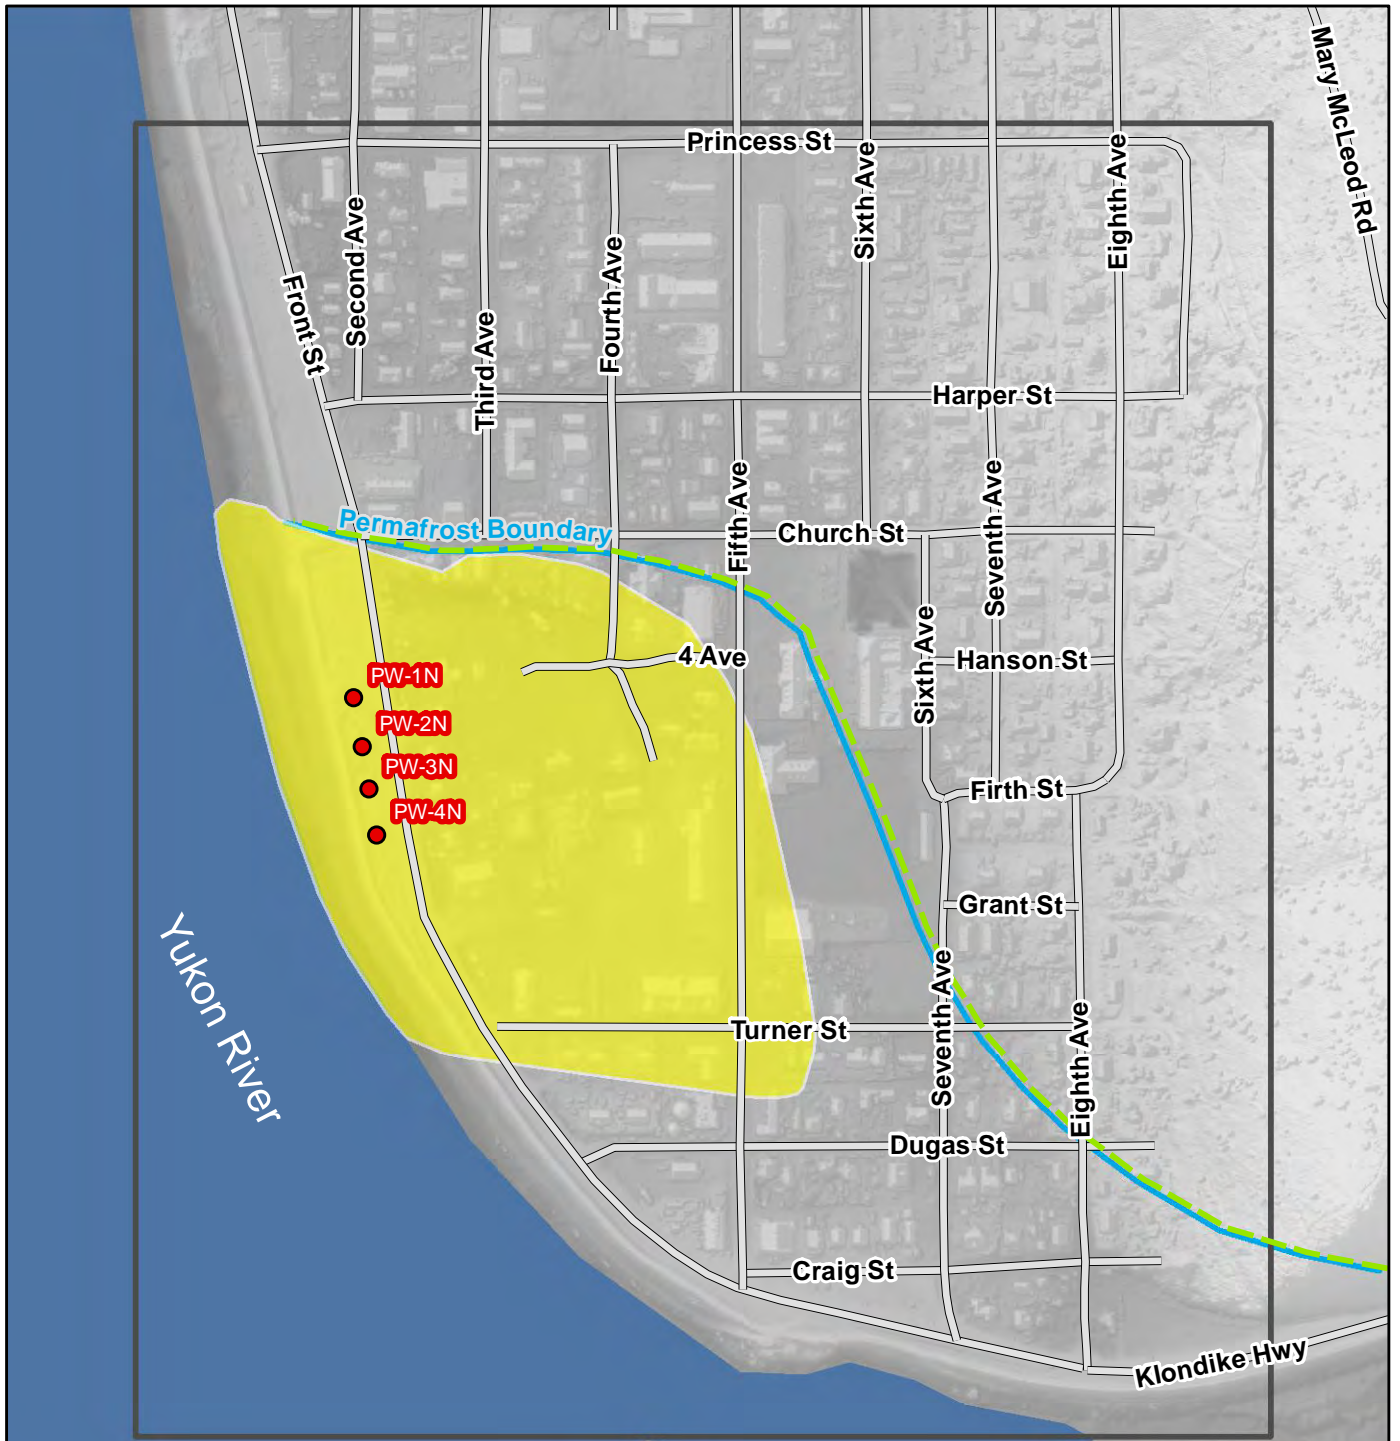 Mary McLeod Rd
Princess St
Sixth Ave
Eighth Ave
Second Ave
Fourth Ave
Front St
Third Ave
Harper St
Fifth Ave
Seventh Ave
Permafrost Boundary
Church St
Sixth Ave
4 Ave
Hanson St
PW-1N
PW-2N
PW-3N
Firth St
PW-4N
Grant St
Yukon River
Seventh Ave
Turner St
Eighth Ave
Dugas St
Craig St
Klondike Hwy